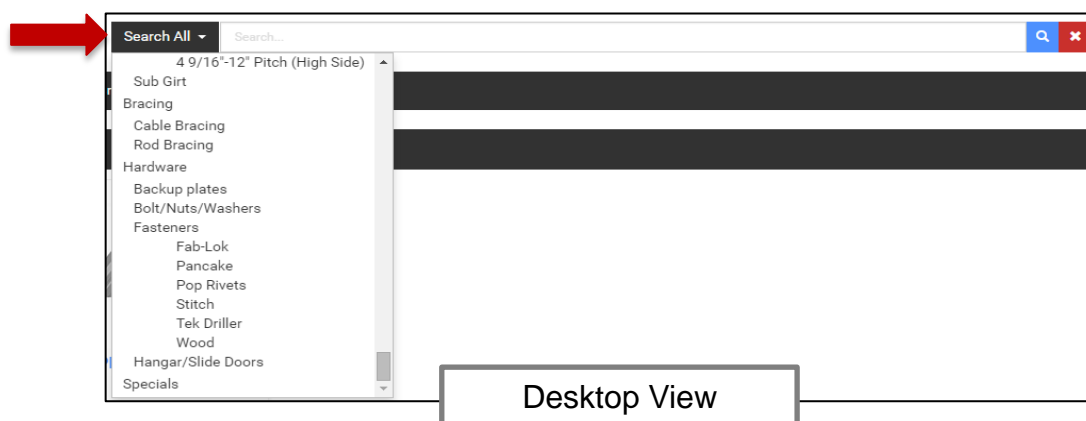 Search All
Search...
4 9/16"-12" Pitch (High Side)
Sub Girt
Bracing
Cable Bracing
Rod Bracing
Hardware
Backup plates
Bolt/Nuts/Washers
Fasteners
Fab-Lok
Pancake
Pop Rivets
Stitch
Tek Driller
Wood
Hangar/Slide Doors
Specials
Desktop View